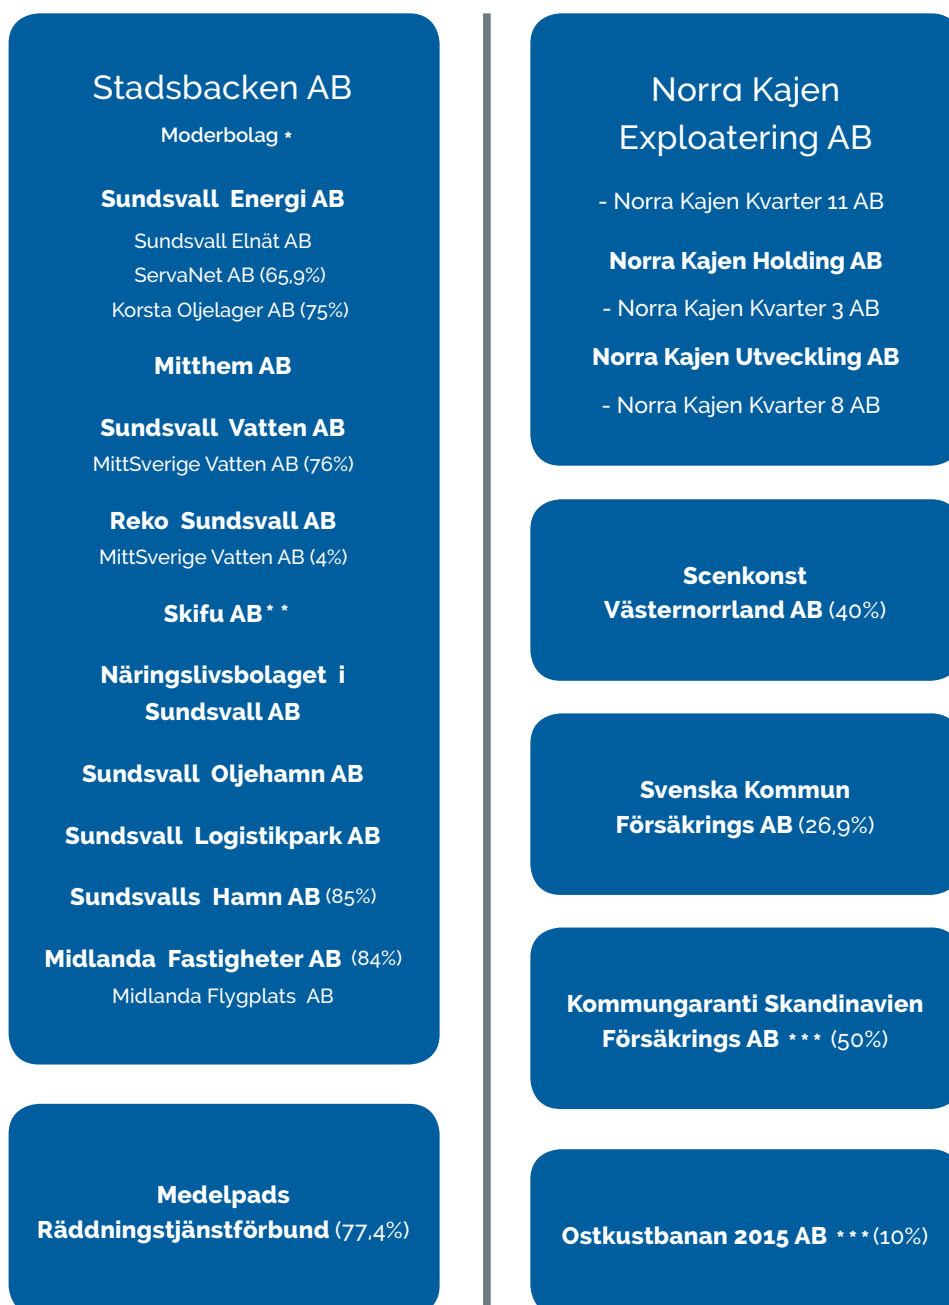 Stadsbacken AB
Moderbolag *
Sundsvall Energi AB
Sundsvall Elnät AB
ServaNet AB (65,9%)
Korsta Oljelager AB (75%)
Mitthem AB
Sundsvall Vatten AB
MittSverige Vatten AB (76%)
Reko Sundsvall AB
MittSverige Vatten AB (4%)
Skifu AB * *
Näringslivsbolaget i
Sundsvall AB
Sundsvall Oljehamn AB
Sundsvall Logistikpark AB
Sundsvalls Hamn AB (85%)
Midlanda Fastigheter AB (84%)
Midlanda Flygplats AB
Medelpads
Räddningstjänstförbund (77,4%)
Norra Kajen
Exploatering AB
- Norra Kajen Kvarter 11 AB
Norra Kajen Holding AB
- Norra Kajen Kvarter 3 AB
Norra Kajen Utveckling AB
- Norra Kajen Kvarter 8 AB
Scenkonst
Västernorrland AB (40%)
Svenska Kommun
Försäkrings AB (26,9%)
Kommungaranti Skandinavien
Försäkrings AB * * * (50%)
Ostkustbanan 2015 AB * * * (10%)